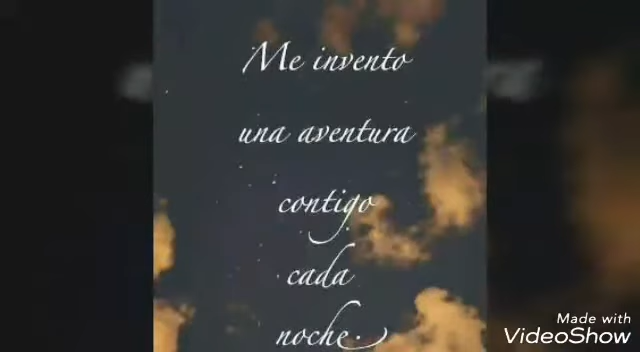 Me invento
una aventura
contigo
cada
noche.
Made with
VideoShow